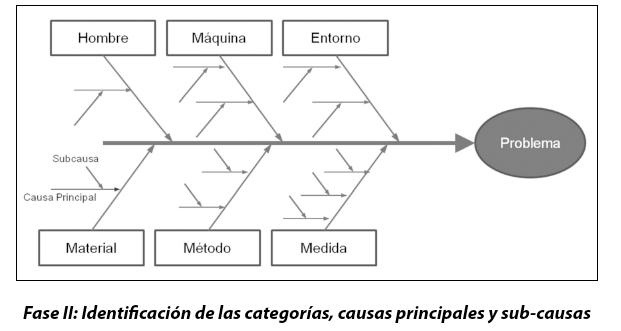 Hombre
Máquina
Entorno
Problema
Subcausa
Causa Principal
Material
Método
Medida
Fase II: Identificación de las categorías, causas principales y sub-causas